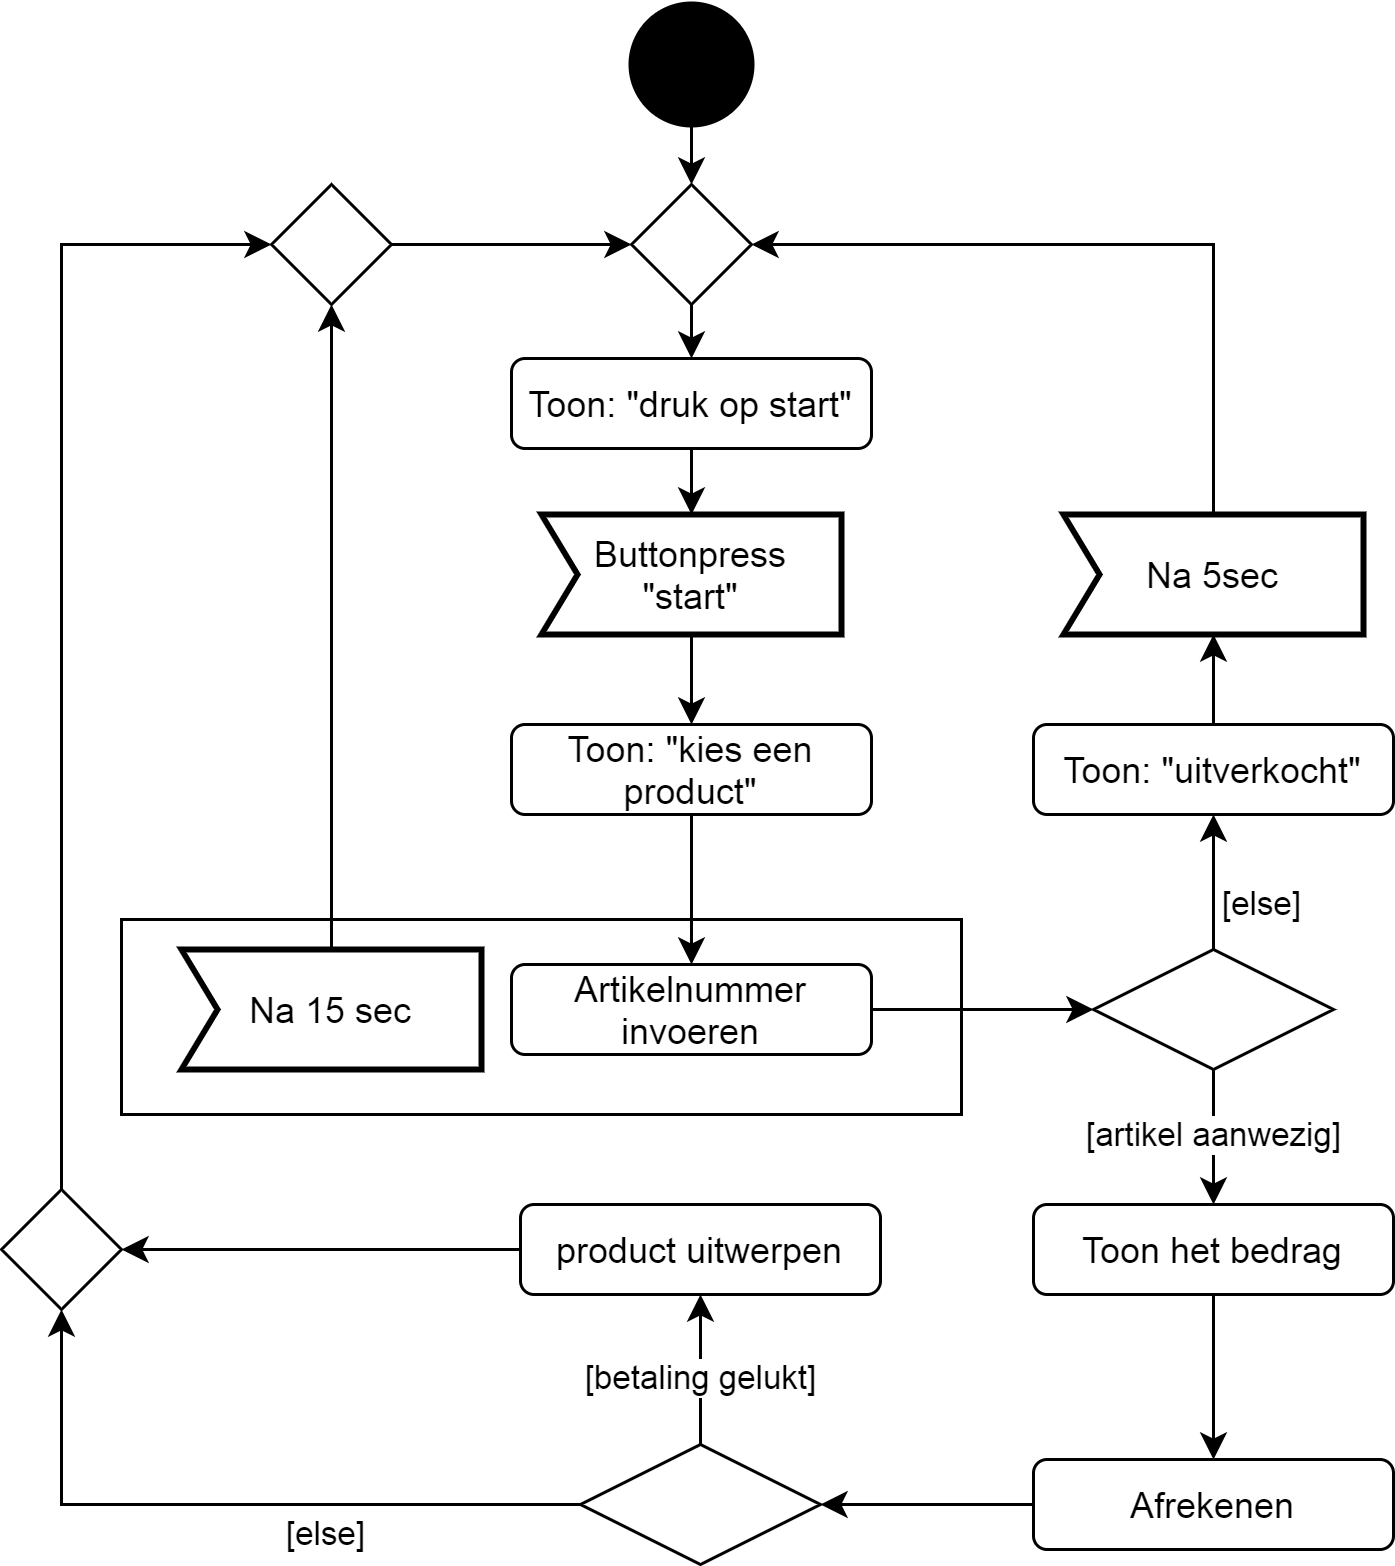 Toon: "druk op start"
Buttonpress
"start"
Na 5sec
Toon: "kies een
product"
Toon: "uitverkocht"
[else]
Na 15 sec
Artikelnummer
invoeren
[artikel aanwezig]
product uitwerpen
Toon het bedrag
[betaling gelukt]
Afrekenen
[else]